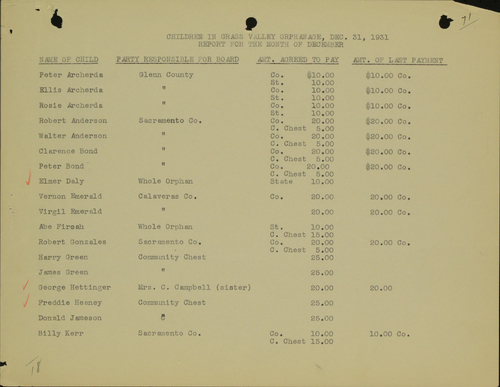 71
CHILDREN IN GRASS VALLEY ORPHANAGE, DEC. 31, 1931
REPORT FOR THE MONTH OF DECEMBER
NAME OF CHILD PARTY RESPONSIBLE FOR BOARD AMT. AGREED TO PAY AMT. OF LAST PAYMENT
Peter Archerda Glenn County Co. $10.00 $10.00 Co.
St. 10.00
Ellis Archerda " Co. 10.00 $10.00 Co.
St. 10.00
Rosie Archerda " Co. 10.00 $10.00 Co.
St. 10.00
Robert Anderson Sacramento Co. Co. 20.00 $20.00 Co.
C. Chest 5.00
Walter Anderson " Co. 20.00 $20.00 Co.
C. Chest 5.00
Clarence Bond " Co. 20.00 $20.00 Co.
C. Chest 5.00
Peter Bond " Co. 20.00 $20.00 Co.
C. Chest 5.00
Elmer Daly Whole Orphan State 10.00
Vernon Emerald Calaveras Co. Co. 20.00 20.00 Co.
Virgil Emerald " 20.00 20.00 Co.
Abe Whole Orphan St. 10.00
C. Chest 15.00
Robert Gonzales Sacramento Co. Co. 20.00 20.00 Co.
C. Chest 5.00
Harry Green Community Chest 25.00
James Green " 25.00
George Hettinger Mrs. C. Campbell (sister) 20.00 20.00
Freddie Heeney Community Chest 25.00
Donald Jameson " 25.00
Billy Kerr Sacramento Co. Co. 10.00 10.00 Co.
C. Chest 15.00